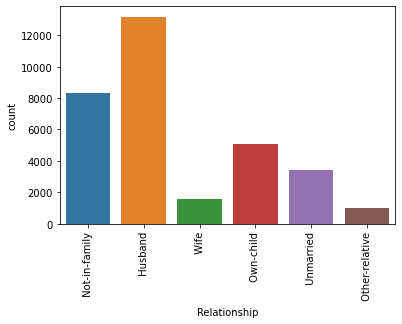 12000
10000
8000
6000
4000
2000
0
count
Not-in-family
Husband
Wife
Own-child
Unmarried
Other-relative
Relationship